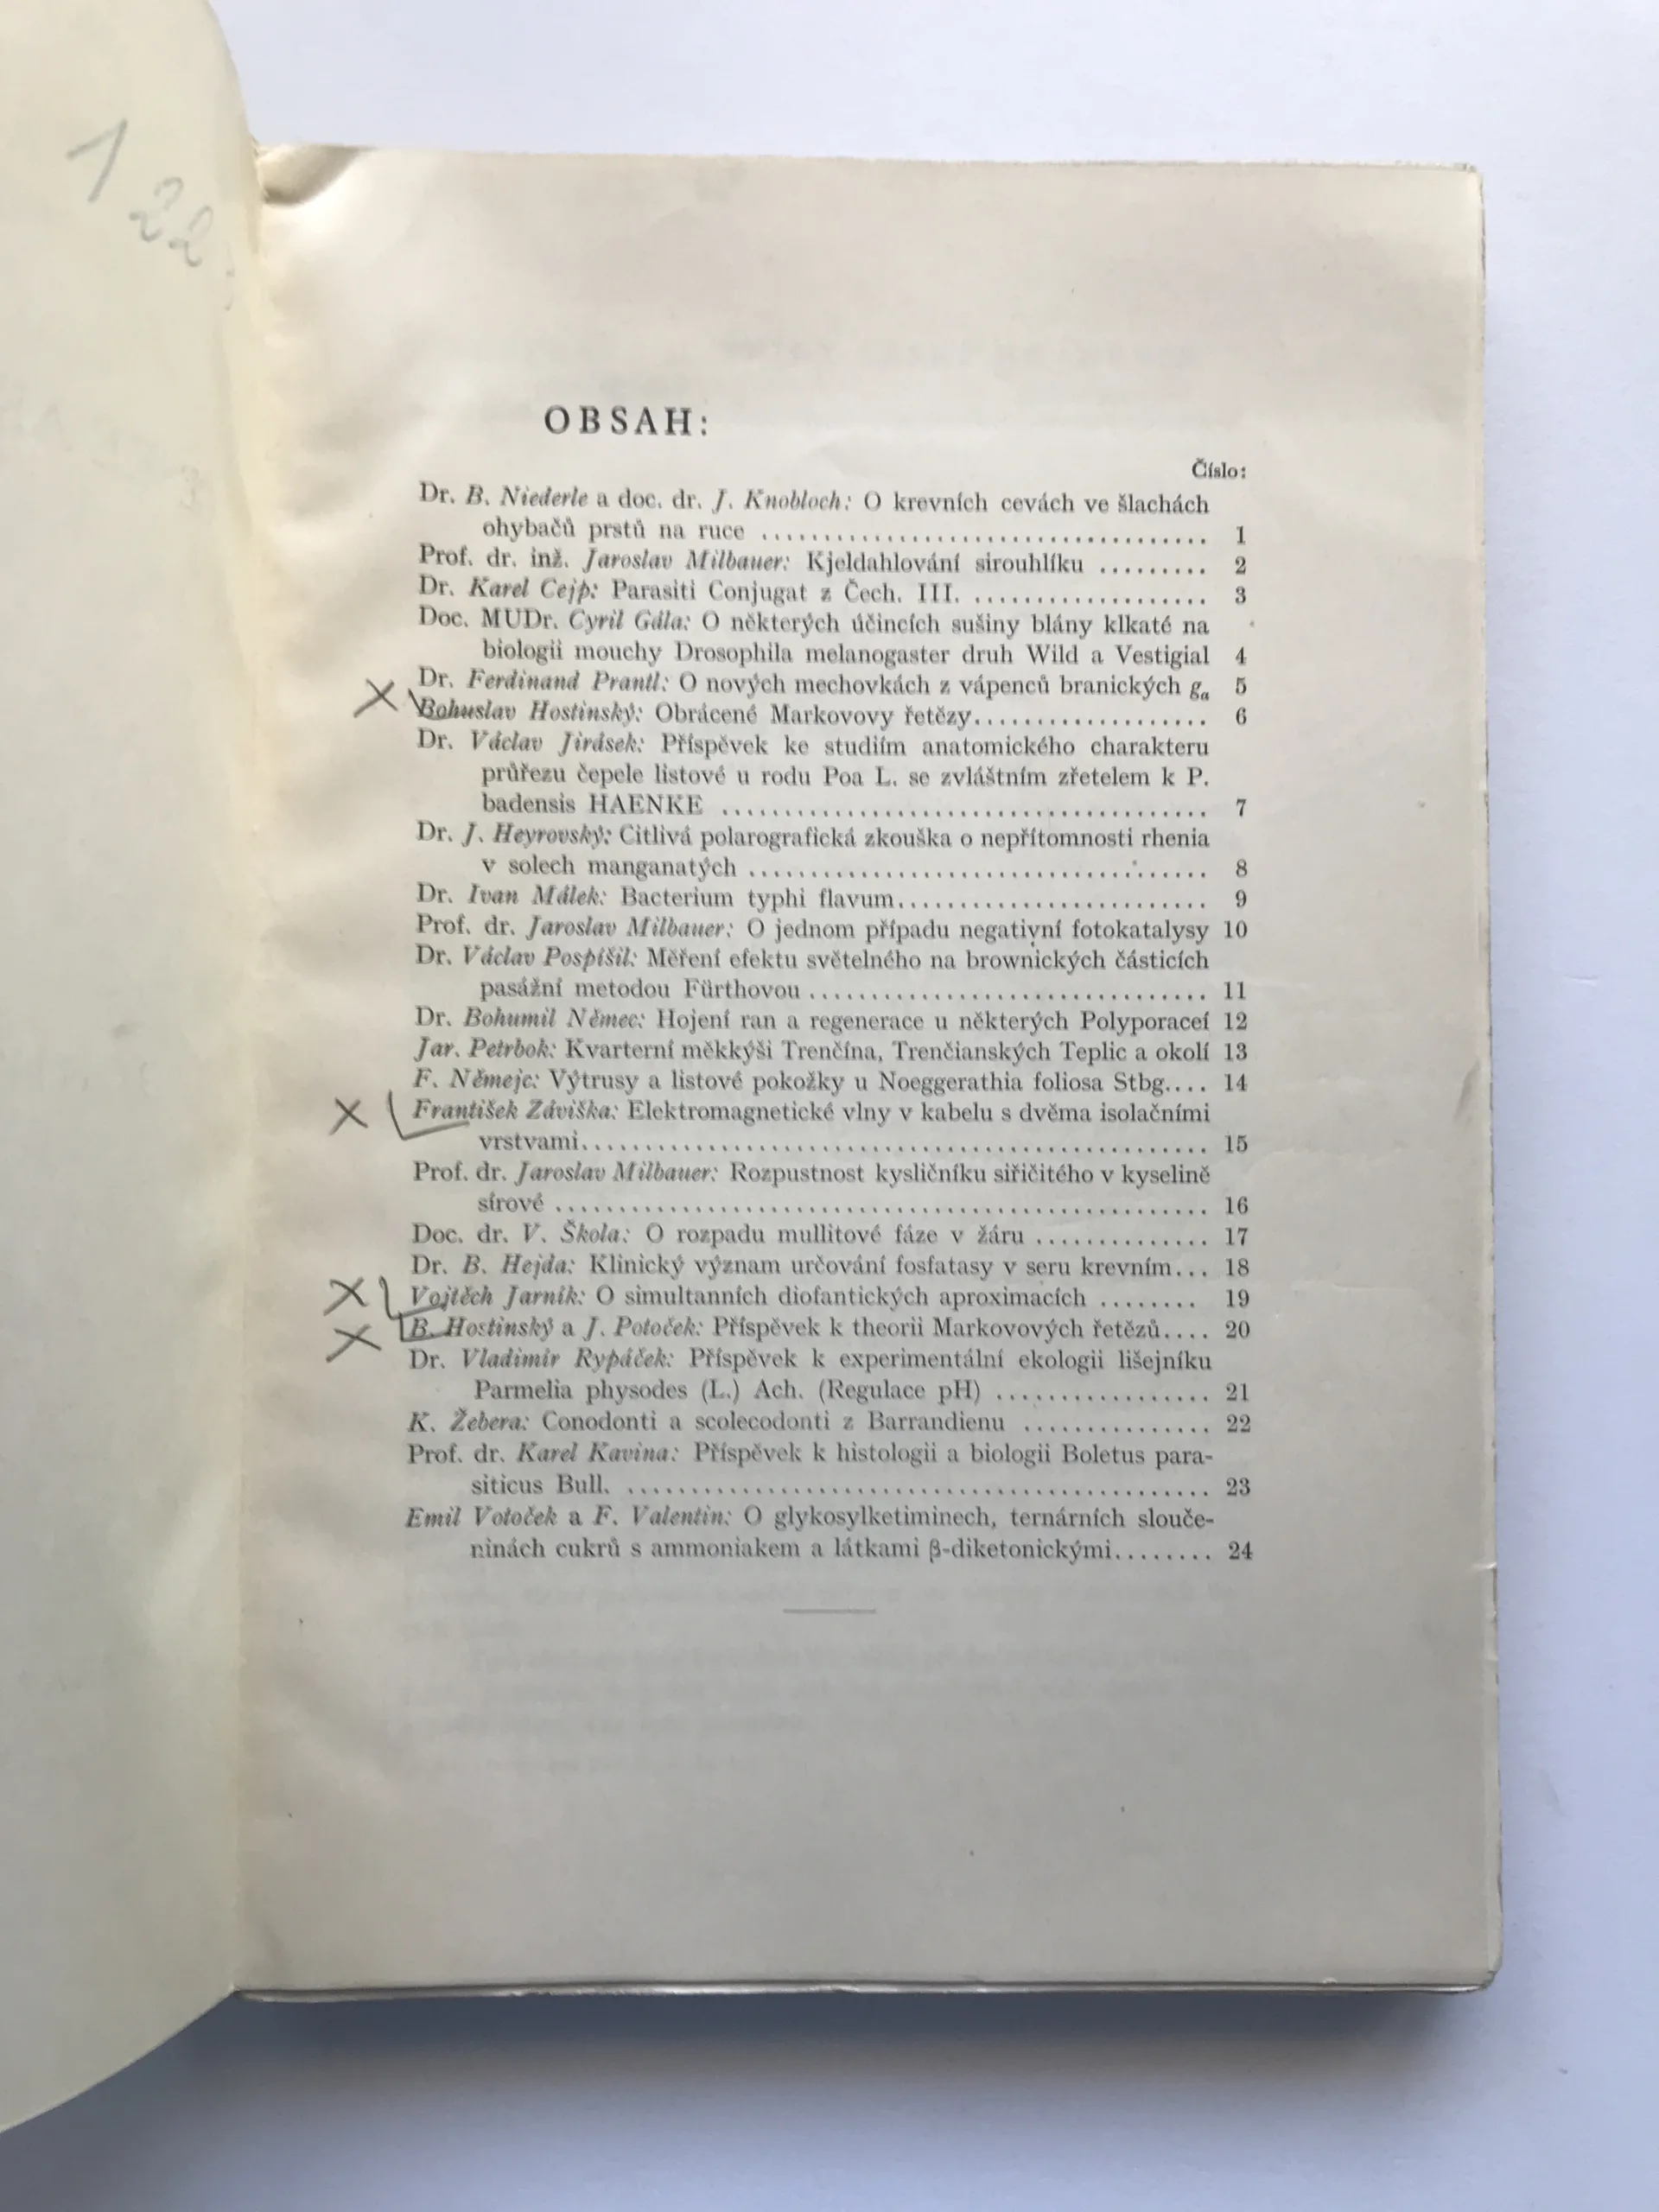 1
22
OBSAH:
Číslo:
Dr. B. Niederle a doc. dr. J. Knobloch: O krevních cevách ve šlachách
ohybačů prstů na ruce .................................... 1
Prof. dr. inž. Jaroslav Milbauer: Kjeldahlování sirouhlíku ......... 2
Dr. Karel Cejp: Parasiti Conjugat z Čech. III. ................... 3
Doc. MUDr. Cyril Gála: O některých účincích sušiny blány klkaté na
biologii mouchy Drosophila melanogaster druh Wild a Vestigial 4
Dr. Ferdinand Prantl: O nových mechovkách z vápenců branických ga 5
Bohuslav Hostinský: Obrácené Markovovy řetězy................... 6
Dr. Václav Jirásek: Příspěvek ke studiím anatomického charakteru
průřezu čepele listové u rodu Poa L. se zvláštním zřetelem k P.
badensis HAENKE ....................................... 7
Dr. J. Heyrovský: Citlivá polarografická zkouška o nepřítomnosti rhenia
v solech manganatých ..................................... 8
Dr. Ivan Málek: Bacterium typhi flavum......................... 9
Prof. dr. Jaroslav Milbauer: O jednom případu negativní fotokatalysy 10
Dr. Václav Pospíšil: Měření efektu světelného na brownických částicích
pasážní metodou Fürthovou ................................ 11
Dr. Bohumil Němec: Hojení ran a regenerace u některých Polyporaceí 12
Jar. Petrbok: Kvarterní měkkýši Trenčína, Trenčianských Teplic a okolí 13
F. Němejc: Výtrusy a listové pokožky u Noeggerathia foliosa Stbg.... 14
František Záviška: Elektromagnetické vlny v kabelu s dvěma isolačními
vrstvami.................................................. 15
Prof. dr. Jaroslav Milbauer: Rozpustnost kysličníku siřičitého v kyselině
sírové ..................................................... 16
Doc. dr. V. Škola: O rozpadu mullitové fáze v žáru .............. 17
Dr. B. Hejda: Klinický význam určování fosfatasy v seru krevním... 18
Vojtěch Jarník: O simultanních diofantických aproximacích ........ 19
B. Hostinský a J. Potoček: Příspěvek k theorii Markovových řetězů.... 20
Dr. Vladimír Rypáček: Příspěvek k experimentální ekologii lišejníku
Parmelia physodes (L.) Ach. (Regulace pH) ................. 21
K. Žebera: Conodonti a scolecodonti z Barrandienu ............... 22
Prof. dr. Karel Kavina: Příspěvek k histologii a biologii Boletus para-
siticus Bull. .............................................. 23
Emil Votoček a F. Valentin: O glykosylketiminech, ternárních slouče-
ninách cukrů s ammoniakem a látkami β-diketonickými........ 24